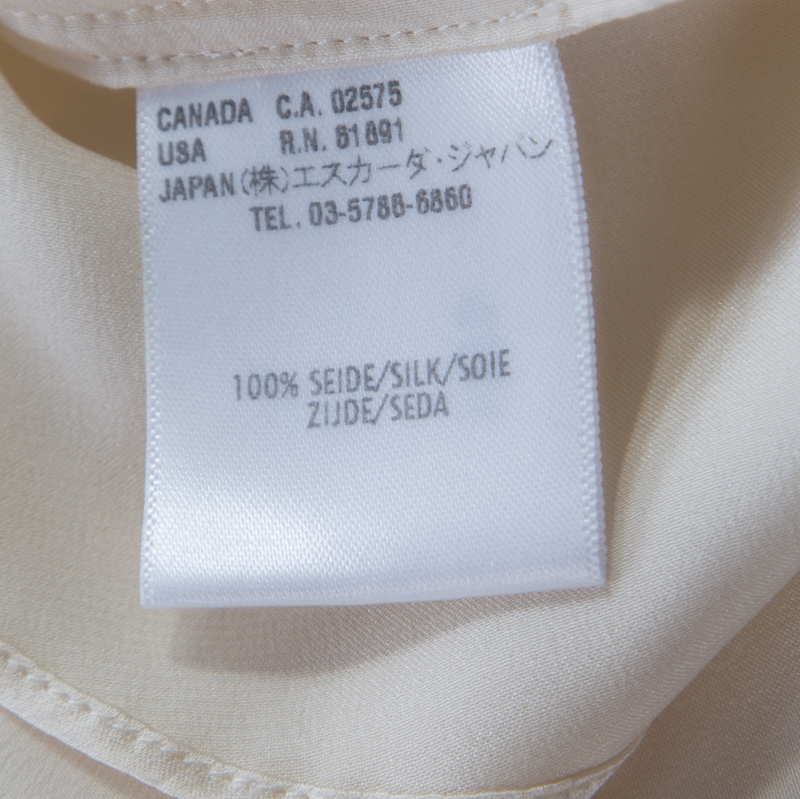 CANADA C.A. 02575
USA R.N. 61891
JAPAN (株)エスカーダ・ジャパン
TEL. 03-5786-6860
100% SEIDE/SILK/SOIE
ZIJDE/SEDA